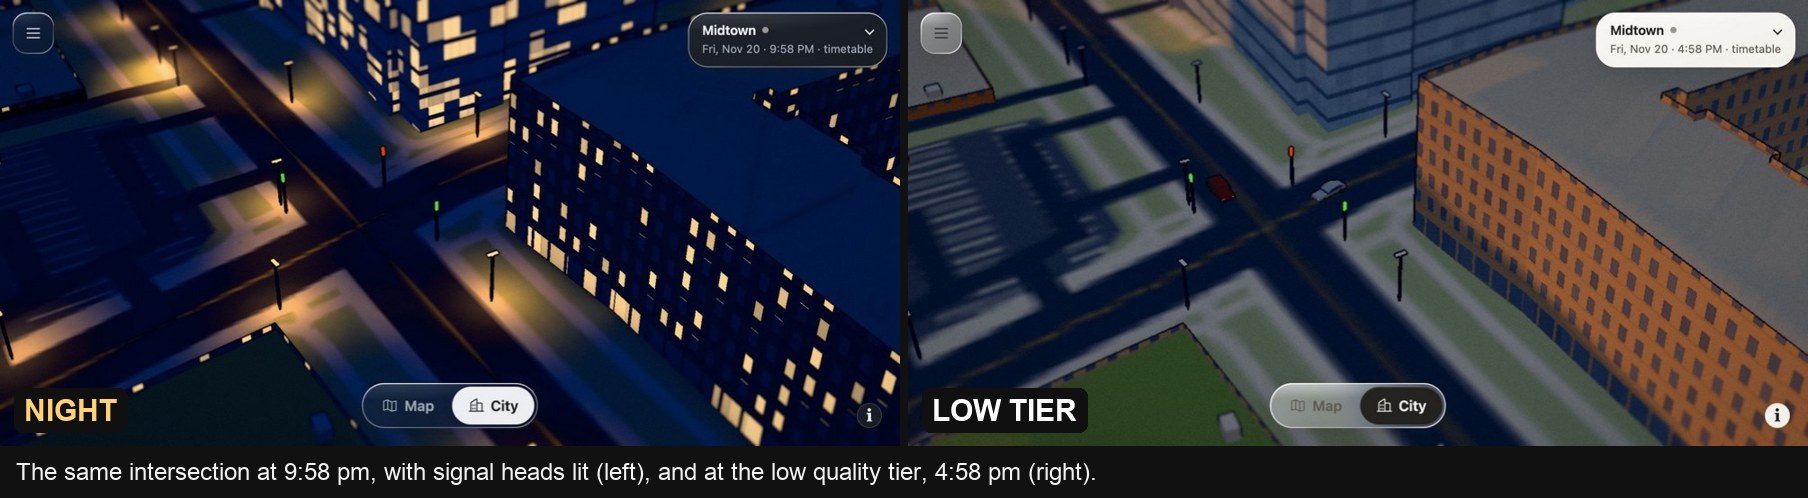 Midtown
Fri, Nov 20 · 9:58 PM · timetable
Map
City
NIGHT
Midtown
Fri, Nov 20 · 4:58 PM · timetable
Map
City
LOW TIER
The same intersection at 9:58 pm, with signal heads lit (left), and at the low quality tier, 4:58 pm (right).